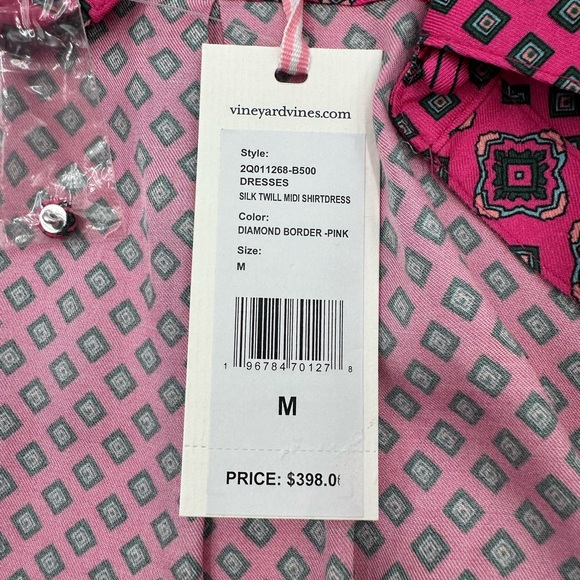 vineyardvines.com
Style:
2Q011268-B500
DRESSES
SILK TWILL MIDI SHIRTDRESS
Color:
DIAMOND BORDER -PINK
Size:
M
1 96784 70127 8
M
PRICE: $398.0